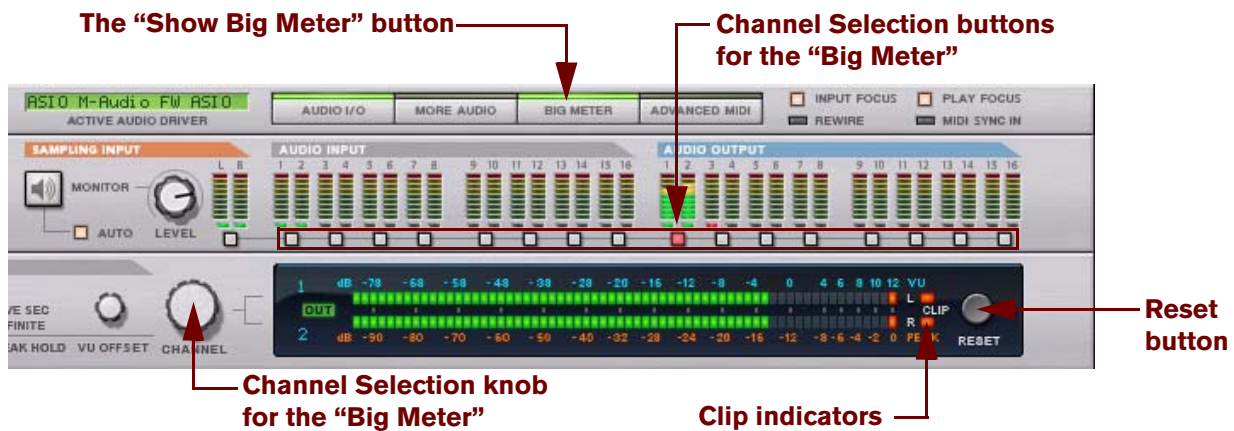 The “Show Big Meter” button
Channel Selection buttons
for the “Big Meter”
ASIO M-Audio FW ASIO
ACTIVE AUDIO DRIVER
AUDIO I/O
MORE AUDIO
BIG METER
ADVANCED MIDI
INPUT FOCUS
PLAY FOCUS
REWIRE
MIDI SYNC IN
SAMPLING INPUT
AUDIO INPUT
AUDIO OUTPUT
L R
1 2 3 4 5 6 7 8 9 10 11 12 13 14 15 16
1 2 3 4 5 6 7 8 9 10 11 12 13 14 15 16
MONITOR
AUTO
LEVEL
1 dB -78 -68 -58 -48 -38 -28 -20 -16 -12 -8 -4 0 4 6 8 10 12 VU
L
OUT
CLIP
R
2 dB -90 -80 -70 -60 -50 -40 -32 -28 -24 -20 -16 -12 -8 -6 -4 -2 0
RESET
VU OFFSET
CHANNEL
HOLD
SEC
Reset
button
Channel Selection knob
for the “Big Meter”
Clip indicators